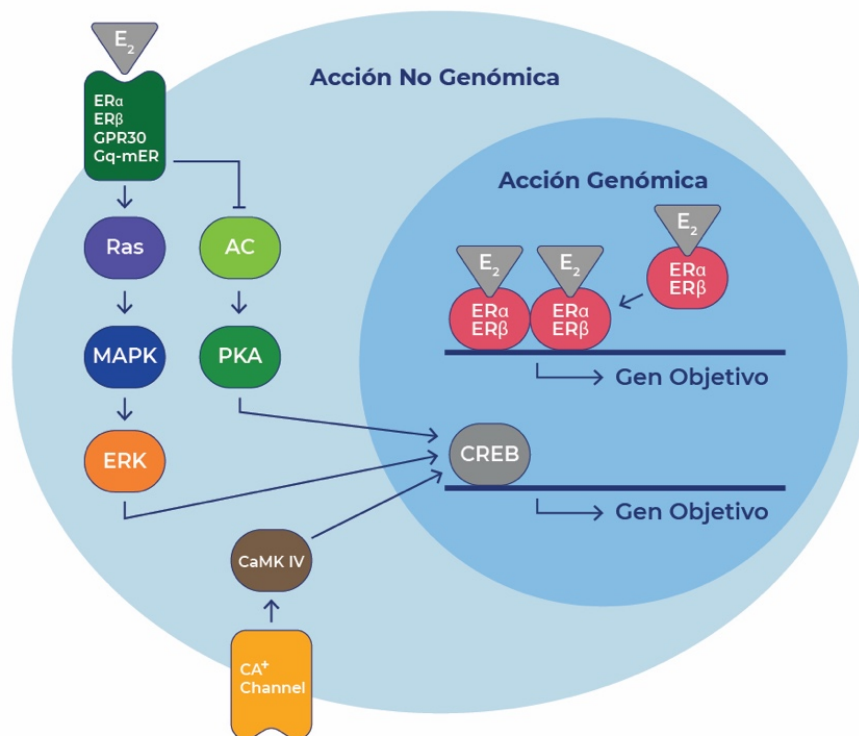 E₂
ERα
ERβ
GPR30
Gq-mER
Ras
MAPK
ERK
AC
PKA
CaMK IV
CA⁺
Channel
Acción No Genómica
Acción Genómica
E₂
ERα
ERβ
E₂
ERα
ERβ
E₂
ERα
ERβ
Gen Objetivo
CREB
Gen Objetivo